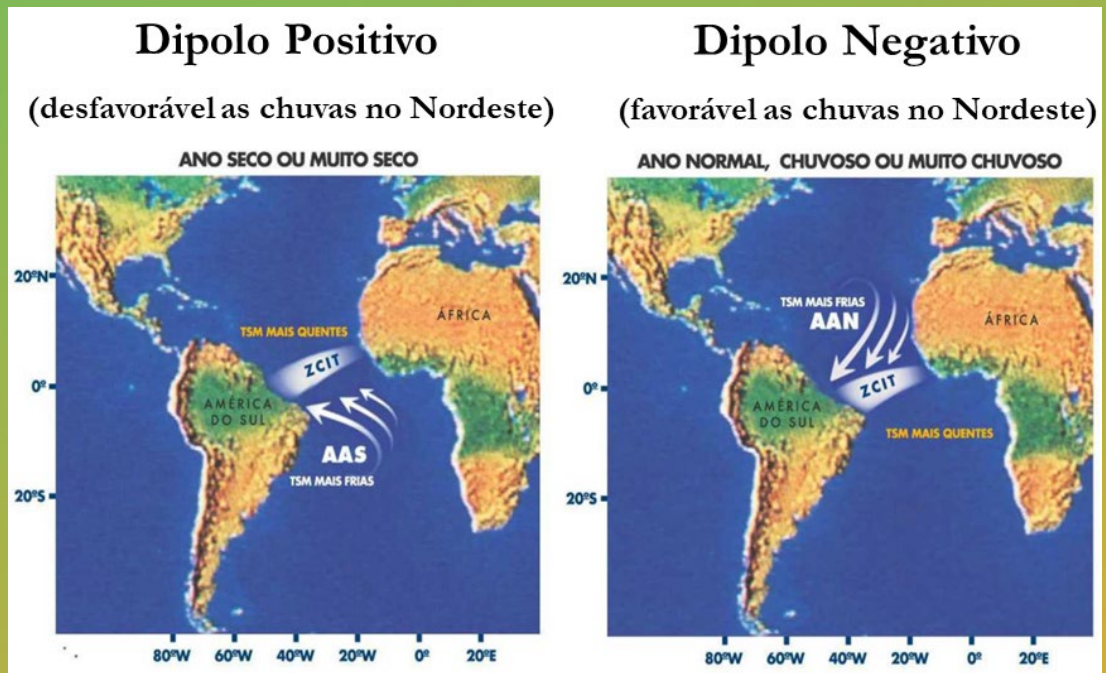 Dipolo Positivo
(desfavorável as chuvas no Nordeste)
ANO SECO OU MUITO SECO
20ºN
0º
20ºS
TSM MAIS QUENTES
ÁFRICA
ZCIT
AMÉRICA
DO SUL
AAS
TSM MAIS FRIAS
80ºW
60ºW
40ºW
20ºW
0º
20ºE
Dipolo Negativo
(favorável as chuvas no Nordeste)
ANO NORMAL, CHUVOSO OU MUITO CHUVOSO
20ºN
0º
20ºS
TSM MAIS FRIAS
AAN
ÁFRICA
ZCIT
AMÉRICA
DO SUL
TSM MAIS QUENTES
80ºW
60ºW
40ºW
20ºW
0º
20ºE